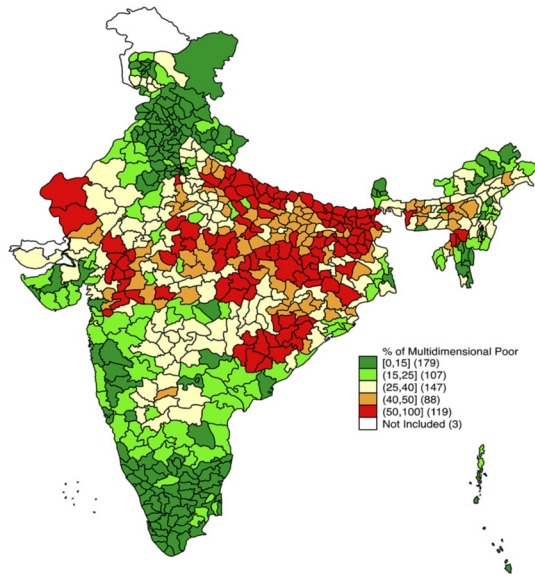 % of Multidimensional Poor
[0,15] (179)
(15,25] (107)
(25,40] (147)
(40,50] (88)
(50,100] (119)
Not Included (3)